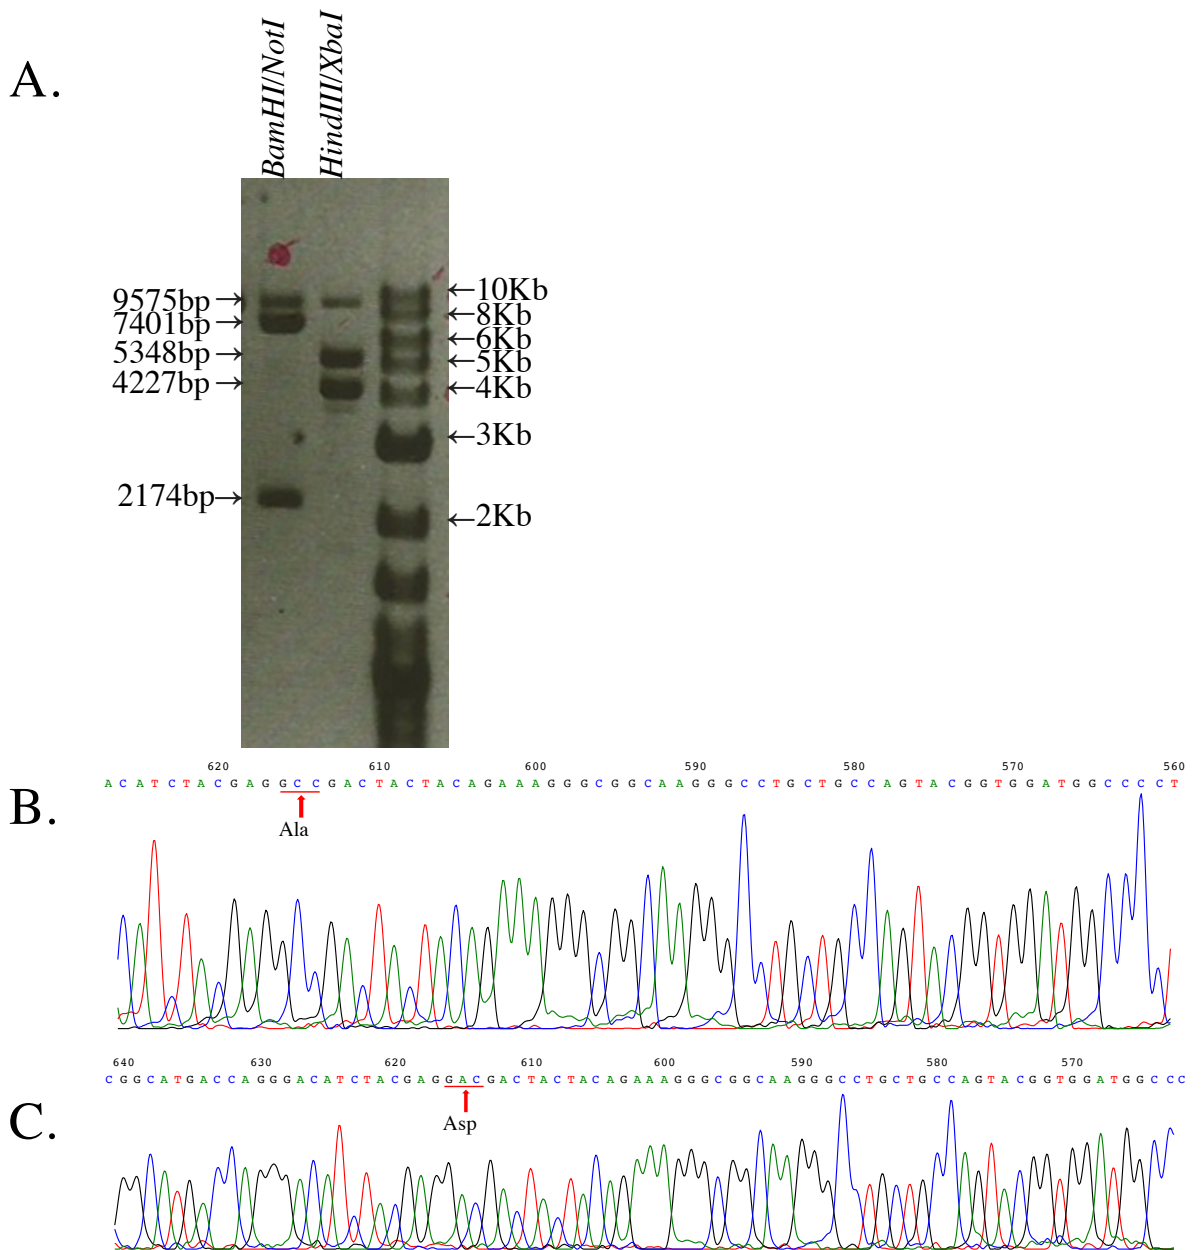 A.
BamHI/NotI
HindIII/XbaI
9575bp→
7401bp→
5348bp→
4227bp→
2174bp→
←10Kb
←8Kb
←6Kb
←5Kb
←4Kb
←3Kb
←2Kb
B.
620 610 600 590 580 570 560
ACATCTACGAGGCCGACTACTACAGAAAGGGCGGCAAGGGCCTGCTGCCAGTACGGTGGATGGCCCCT
Ala
C.
640 630 620 610 600 590 580 570
CGGCATGACCAGGGACATCTACGAGGACGACTACTACAGAAAGGGCGGCAAGGGCCTGCTGCCAGTACGGTGGATGGCCC
Asp